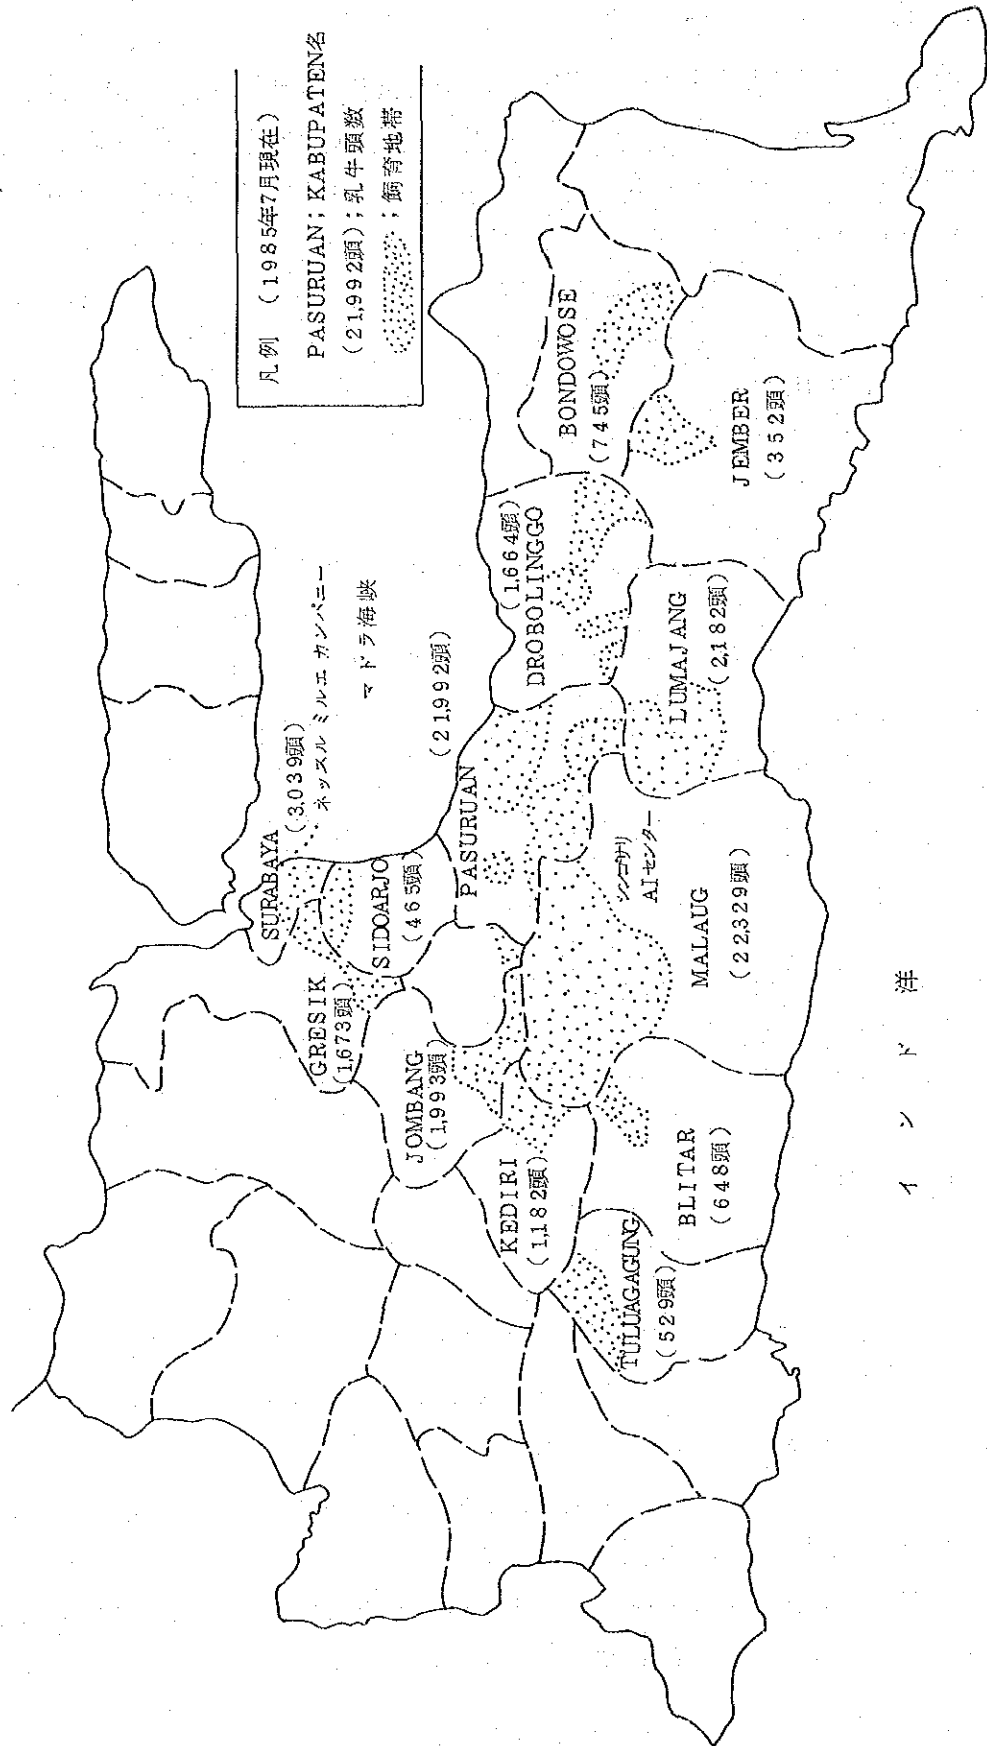 凡例 (1985年7月現在)
PASURUAN; KABUPATEN名
(21,992頭); 乳牛頭数
; 飼育地帯
SURABAYA
(3,039頭)
ネッスルミルエカンパニー
マドラ海峡
GRESIK
(1,673頭)
SIDOARJO
(465頭)
JOMBANG
(1,993頭)
PASURUAN
(21,992頭)
(1,664頭)
DROBOLINGGO
BONDOWOSE
(745頭)
KEDIRI
(1,182頭)
シンゴサリ
AIセンター
LUMAJANG
(2,182頭)
JEMBER
(352頭)
TULUAGAGUNG
(529頭)
BLITAR
(648頭)
MALAUG
(22,329頭)
インド洋